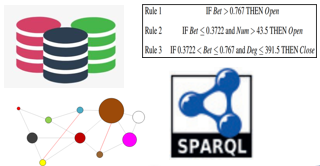 Rule 1 IF Bet > 0.767 THEN Open
Rule 2 IF Bet ≤ 0.3722 and Num > 43.5 THEN Open
Rule 3 IF 0.3722 < Bet ≤ 0.767 and Deg ≤ 391.5 THEN Close
SPARQL